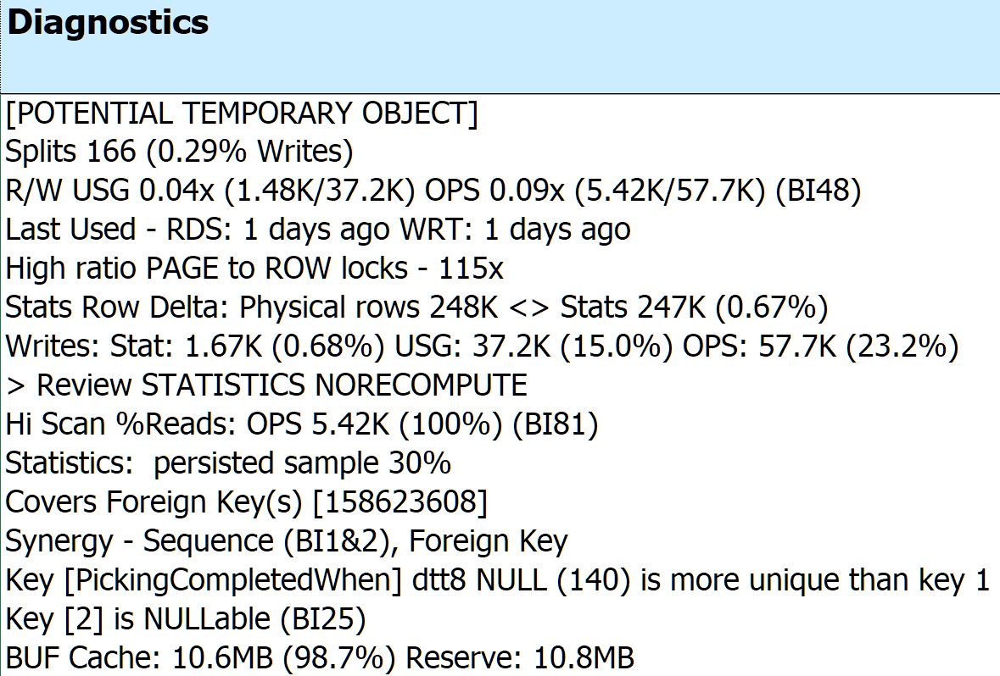 Diagnostics
[POTENTIAL TEMPORARY OBJECT]
Splits 166 (0.29% Writes)
R/W USG 0.04x (1.48K/37.2K) OPS 0.09x (5.42K/57.7K) (BI48)
Last Used - RDS: 1 days ago WRT: 1 days ago
High ratio PAGE to ROW locks - 115x
Stats Row Delta: Physical rows 248K <> Stats 247K (0.67%)
Writes: Stat: 1.67K (0.68%) USG: 37.2K (15.0%) OPS: 57.7K (23.2%)
> Review STATISTICS NORECOMPUTE
Hi Scan %Reads: OPS 5.42K (100%) (BI81)
Statistics:  persisted sample 30%
Covers Foreign Key(s) [158623608]
Synergy - Sequence (BI1&2), Foreign Key
Key [PickingCompletedWhen] dtt8 NULL (140) is more unique than key 1
Key [2] is NULLable (BI25)
BUF Cache: 10.6MB (98.7%) Reserve: 10.8MB